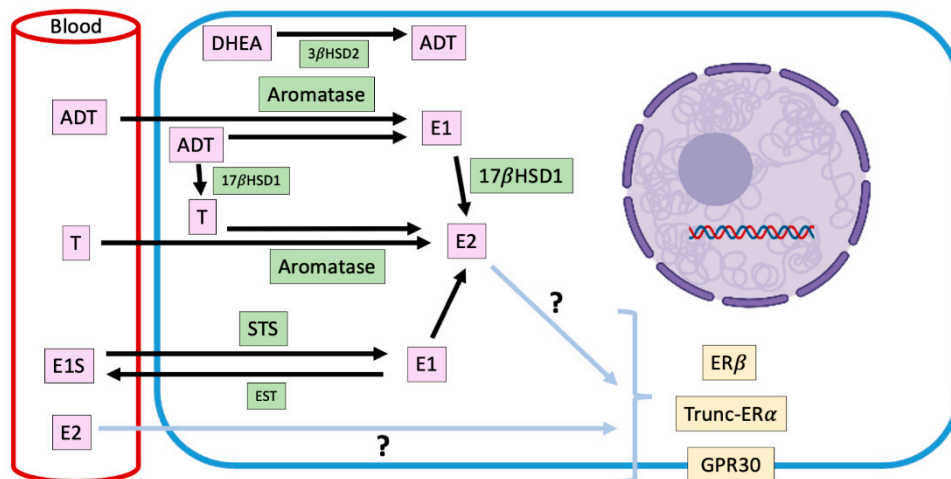 Blood
DHEA
3βHSD2
ADT
Aromatase
ADT
E1
ADT
17βHSD1
17βHSD1
T
T
E2
Aromatase
?
STS
E1S
E1
EST
ERβ
Trunc-ERα
E2
?
GPR30